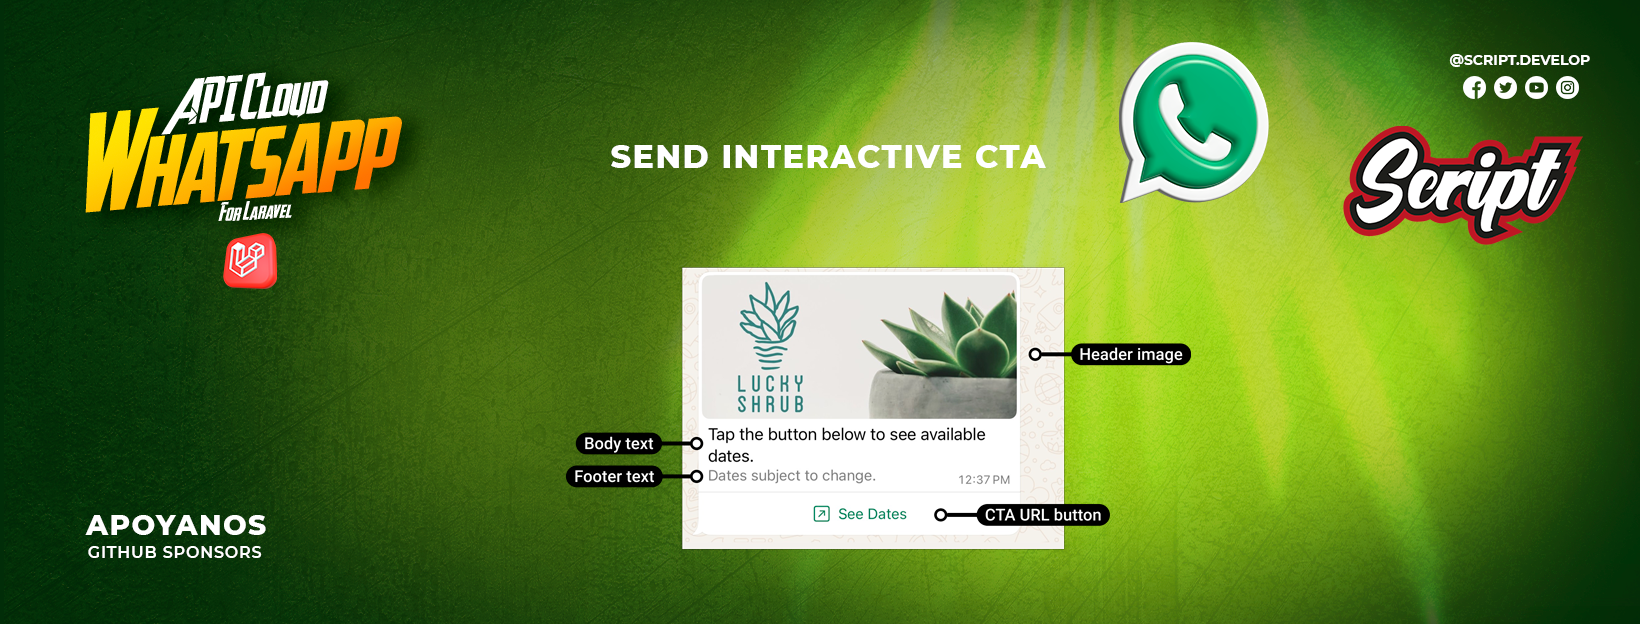 API CLOUD
WHATSAPP
FOR LARAVEL
SEND INTERACTIVE CTA
@SCRIPT.DEVELOP
Script
LUCKY
SHRUB
Header image
Body text
Tap the button below to see available
dates.
Footer text
Dates subject to change.
12:37 PM
See Dates
CTA URL button
APOYANOS
GITHUB SPONSORS